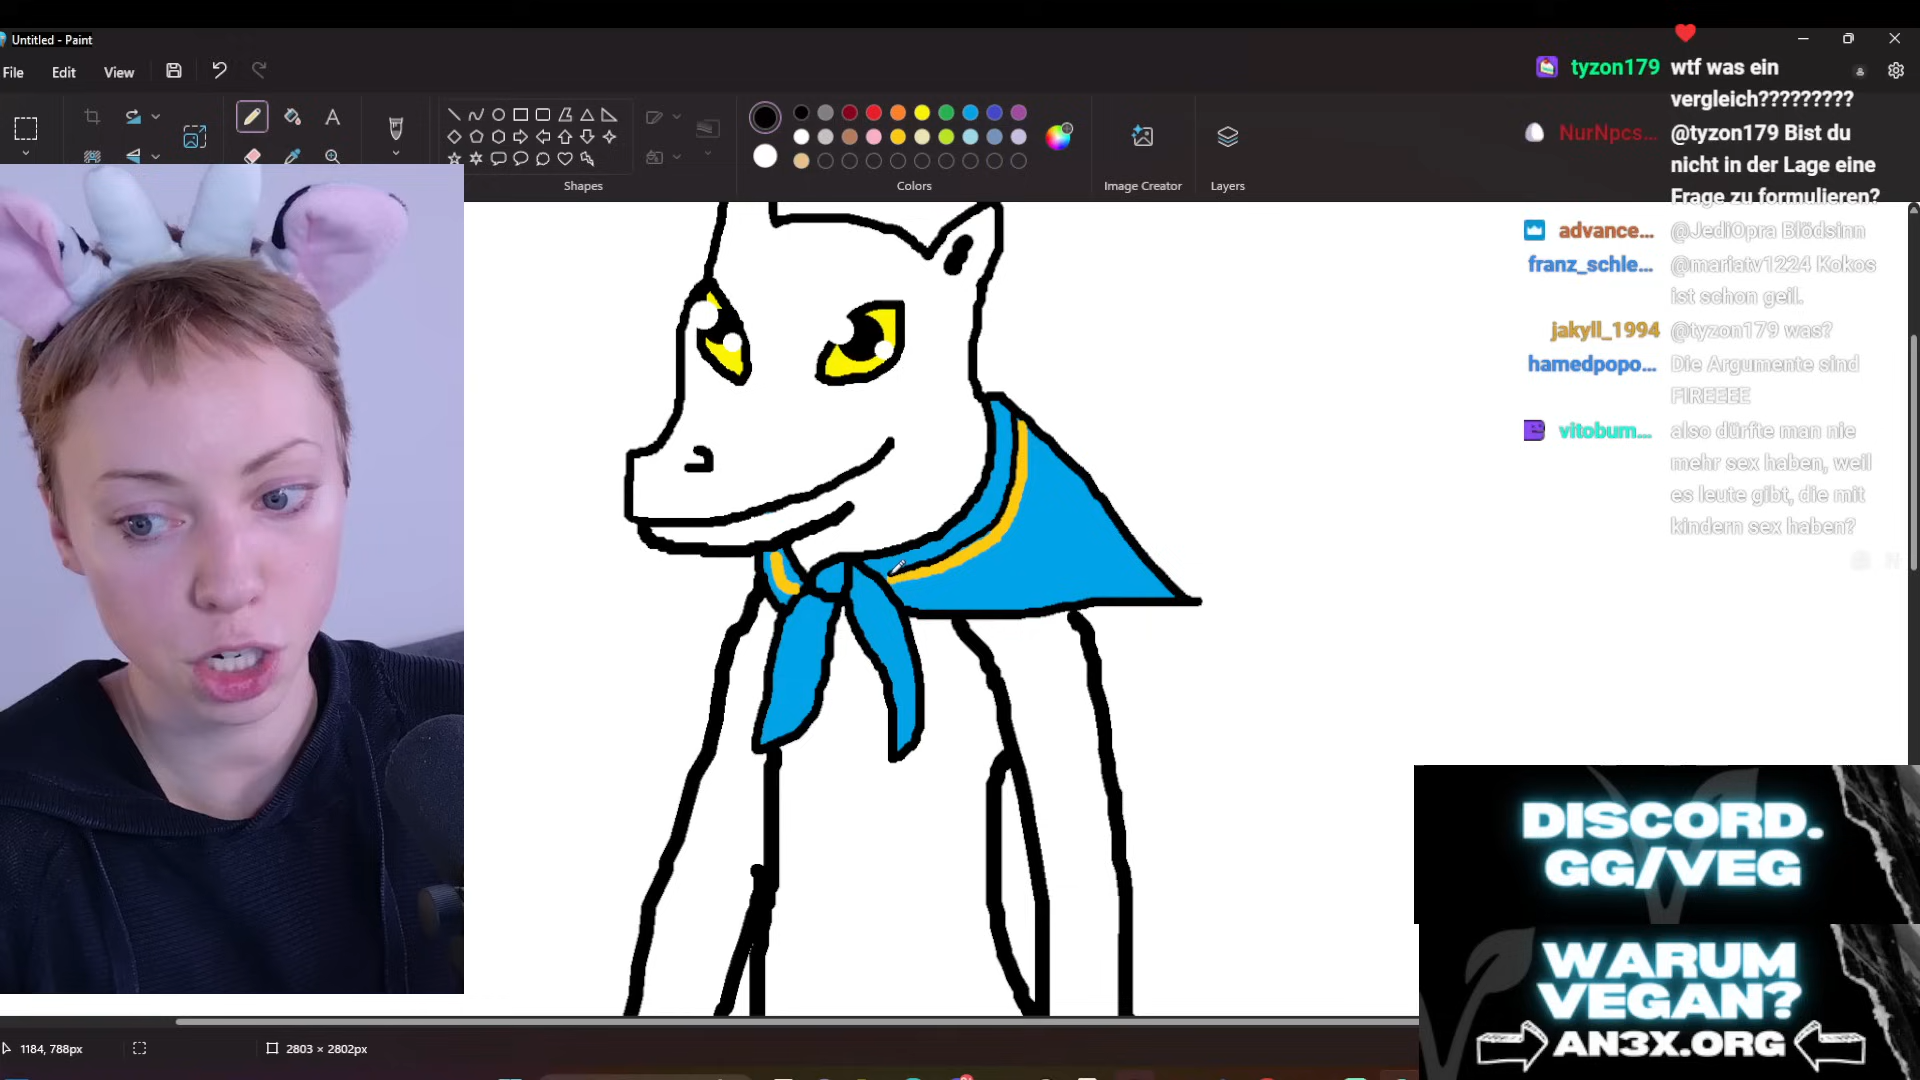 Untitled - Paint
File Edit View
Shapes
Colors
Image Creator
Layers
tyzon179 wtf was ein
vergleich?????????
NurNpcs... @tyzon179 Bist du
nicht in der Lage eine
Frage zu formulieren?
advance... @JediOpra Blödsinn
franz_schle... @mariatv1224 Kokos
ist schon geil.
jakyll_1994 @tyzon179 was?
hamedpopo... Die Argumente sind
FIREEEE
vitobum... also dürfte man nie
mehr sex haben, weil
es leute gibt, die mit
kindern sex haben?
DISCORD.
GG/VEG
WARUM
VEGAN?
AN3X.ORG
1184, 788px
2803 × 2802px